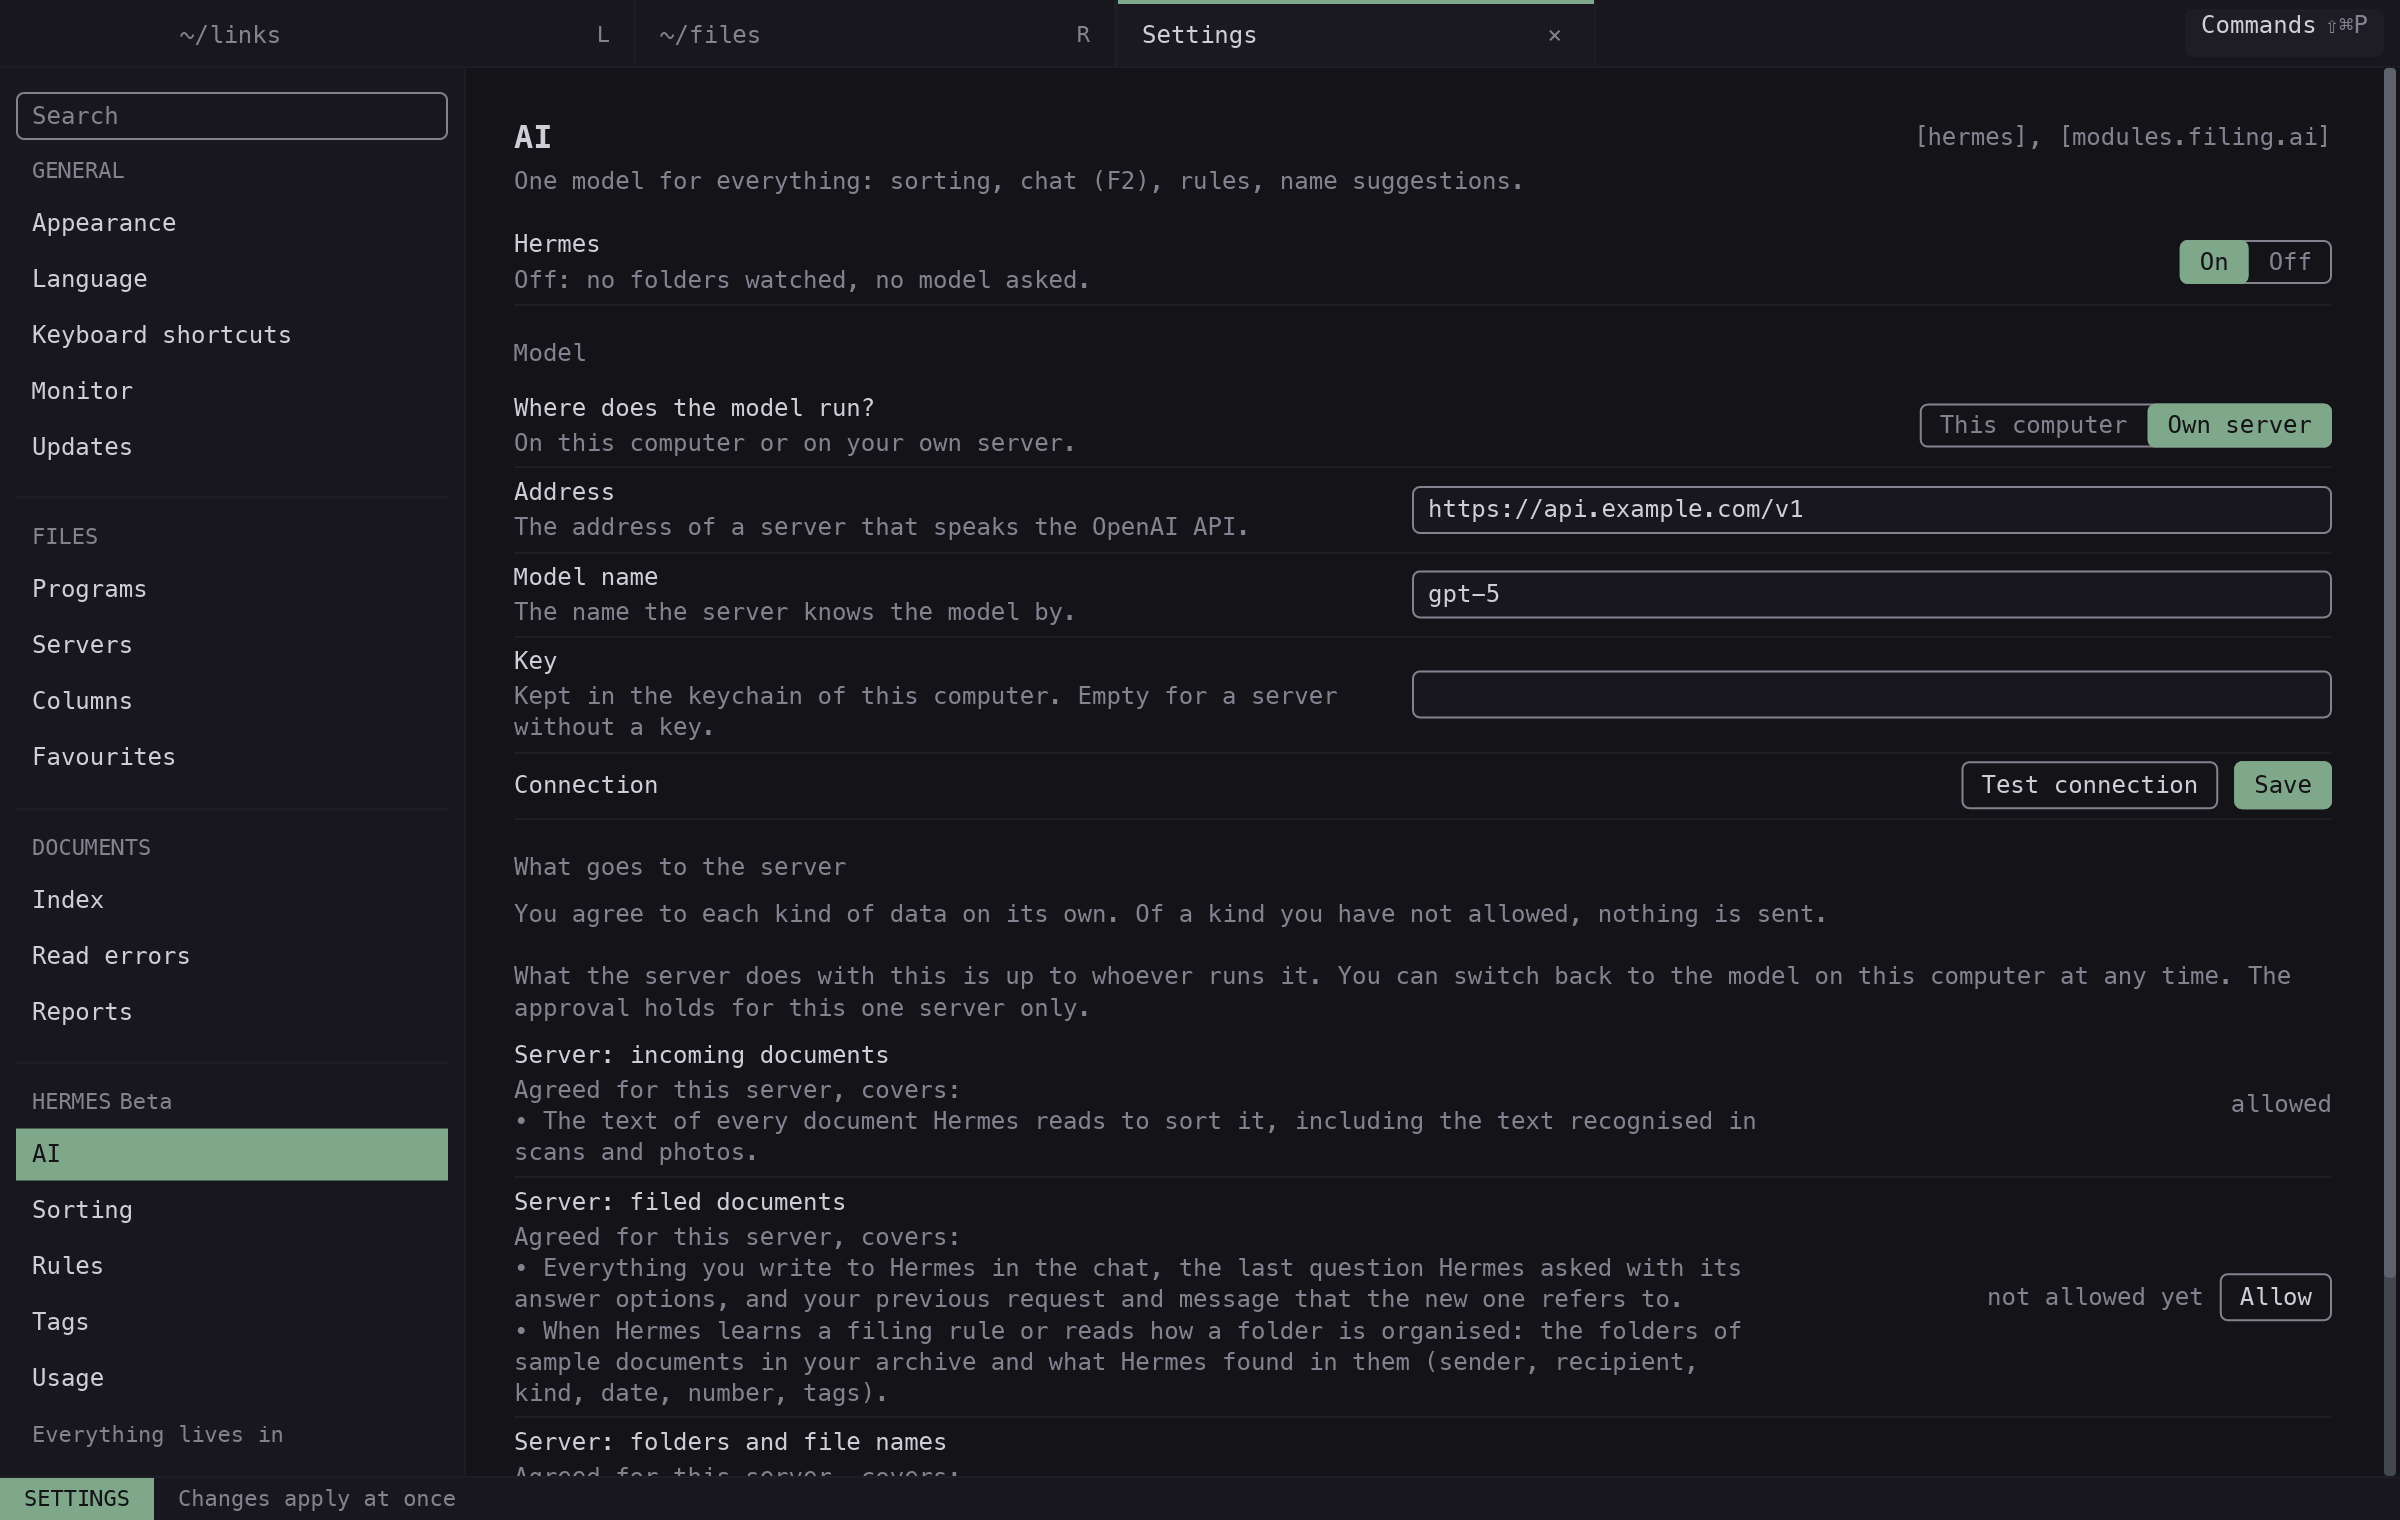 ~/links L ~/files R Settings × Commands ⇧⌘P
Search
GENERAL
Appearance
Language
Keyboard shortcuts
Monitor
Updates
FILES
Programs
Servers
Columns
Favourites
DOCUMENTS
Index
Read errors
Reports
HERMES Beta
AI
Sorting
Rules
Tags
Usage
Everything lives in
AI [hermes], [modules.filing.ai]
One model for everything: sorting, chat (F2), rules, name suggestions.
Hermes
Off: no folders watched, no model asked.
On Off
Model
Where does the model run?
On this computer or on your own server.
This computer Own server
Address
The address of a server that speaks the OpenAI API.
https://api.example.com/v1
Model name
The name the server knows the model by.
gpt-5
Key
Kept in the keychain of this computer. Empty for a server
without a key.
Connection Test connection Save
What goes to the server
You agree to each kind of data on its own. Of a kind you have not allowed, nothing is sent.
What the server does with this is up to whoever runs it. You can switch back to the model on this computer at any time. The
approval holds for this one server only.
Server: incoming documents
Agreed for this server, covers:
• The text of every document Hermes reads to sort it, including the text recognised in
scans and photos.
allowed
Server: filed documents
Agreed for this server, covers:
• Everything you write to Hermes in the chat, the last question Hermes asked with its
answer options, and your previous request and message that the new one refers to.
• When Hermes learns a filing rule or reads how a folder is organised: the folders of
sample documents in your archive and what Hermes found in them (sender, recipient,
kind, date, number, tags).
not allowed yet Allow
Server: folders and file names
Agreed for this server, covers:
SETTINGS Changes apply at once